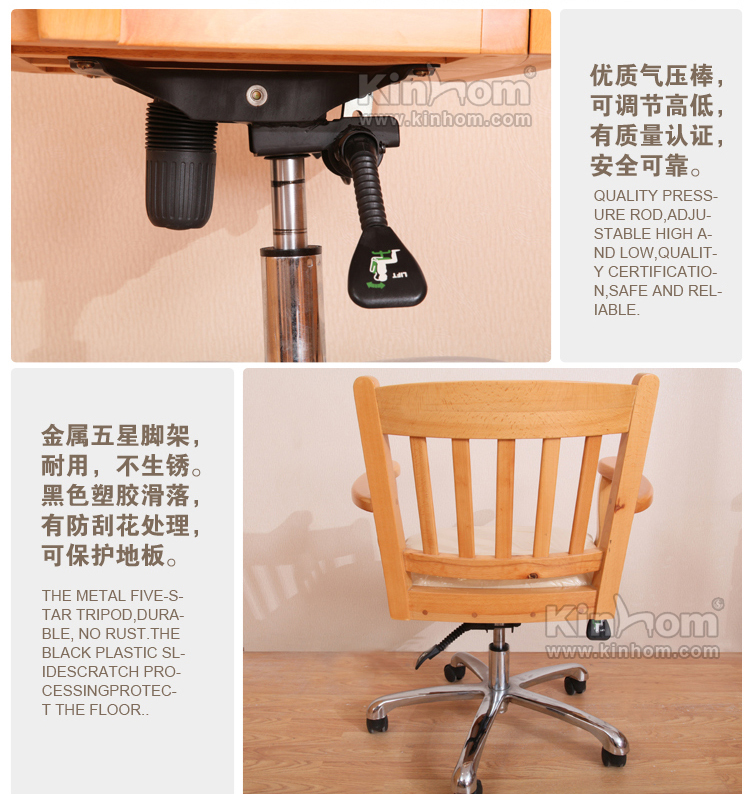 Kinhom®
www.kinhom.com
LIFT
优质气压棒，
可调节高低，
有质量认证，
安全可靠。
QUALITY PRESS-
URE ROD,ADJU-
STABLE HIGH A-
ND LOW,QUALIT-
Y CERTIFICATIO-
N,SAFE AND REL-
IABLE.
金属五星脚架，
耐用，不生锈。
黑色塑胶滑落，
有防刮花处理，
可保护地板。
THE METAL FIVE-S-
TAR TRIPOD,DURA-
BLE, NO RUST.THE
BLACK PLASTIC SL-
IDESCRATCH PRO-
CESSINGPROTEC-
T THE FLOOR..
Kinhom®
www.kinhom.com